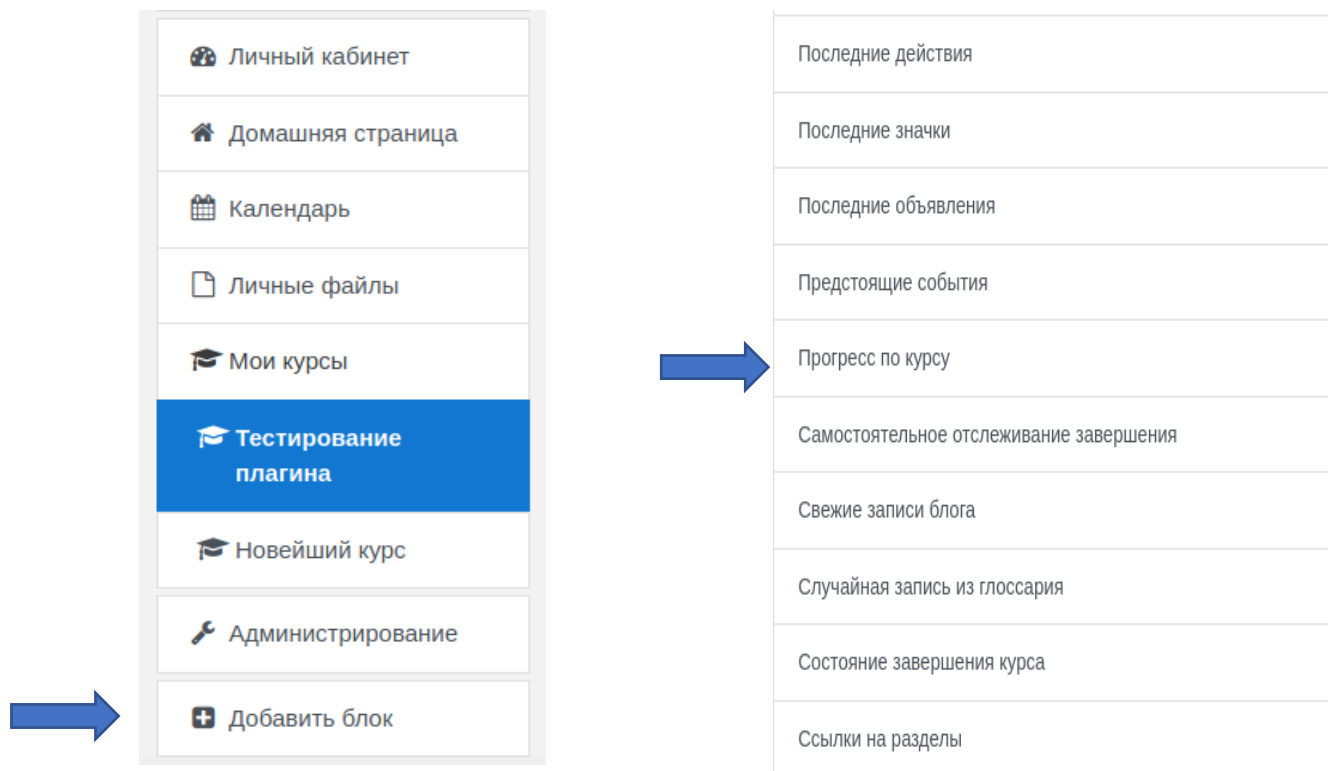 Личный кабинет
Домашняя страница
Календарь
Личные файлы
Мои курсы
Тестирование
плагина
Новейший курс
Администрирование
Добавить блок
Последние действия
Последние значки
Последние объявления
Предстоящие события
Прогресс по курсу
Самостоятельное отслеживание завершения
Свежие записи блога
Случайная запись из глоссария
Состояние завершения курса
Ссылки на разделы